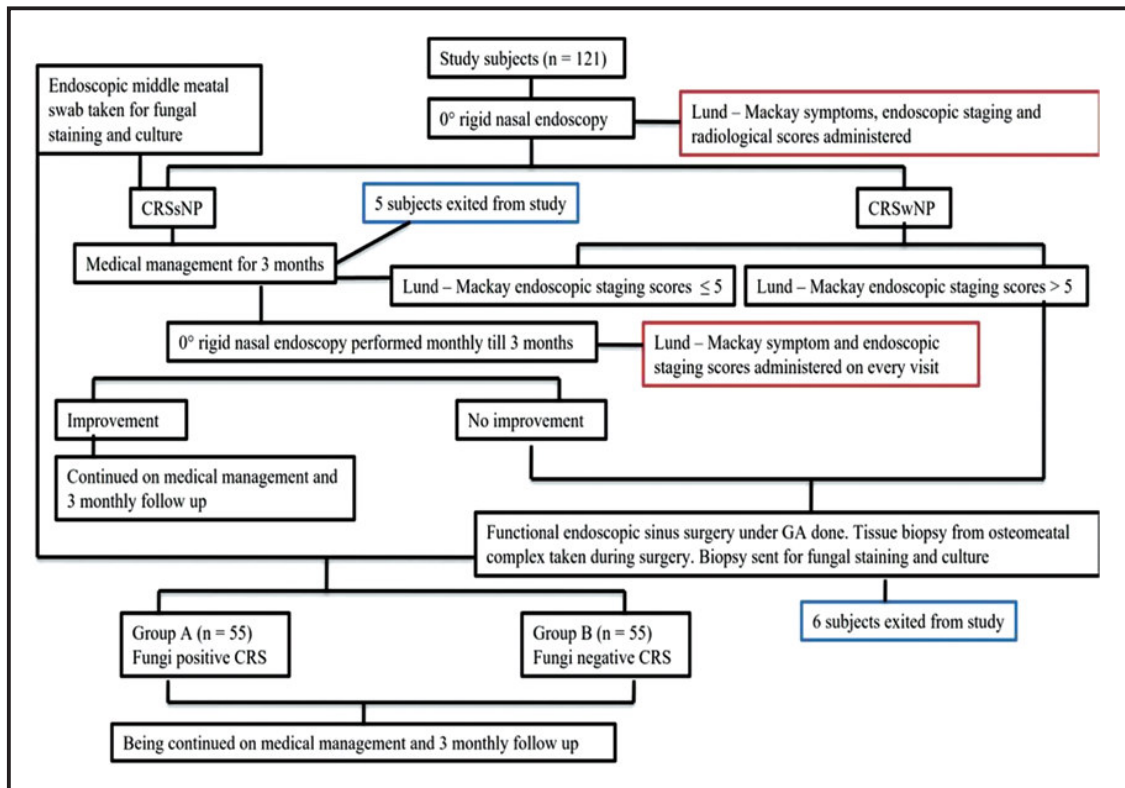 Study subjects (n = 121)
Endoscopic middle meatal
swab taken for fungal
staining and culture
0° rigid nasal endoscopy
Lund – Mackay symptoms, endoscopic staging and
radiological scores administered
CRSsNP
5 subjects exited from study
CRSwNP
Medical management for 3 months
Lund – Mackay endoscopic staging scores ≤ 5
Lund – Mackay endoscopic staging scores > 5
0° rigid nasal endoscopy performed monthly till 3 months
Lund – Mackay symptom and endoscopic
staging scores administered on every visit
Improvement
No improvement
Continued on medical management and
3 monthly follow up
Functional endoscopic sinus surgery under GA done. Tissue biopsy from osteomeatal
complex taken during surgery. Biopsy sent for fungal staining and culture
6 subjects exited from study
Group A (n = 55)
Fungi positive CRS
Group B (n = 55)
Fungi negative CRS
Being continued on medical management and 3 monthly follow up